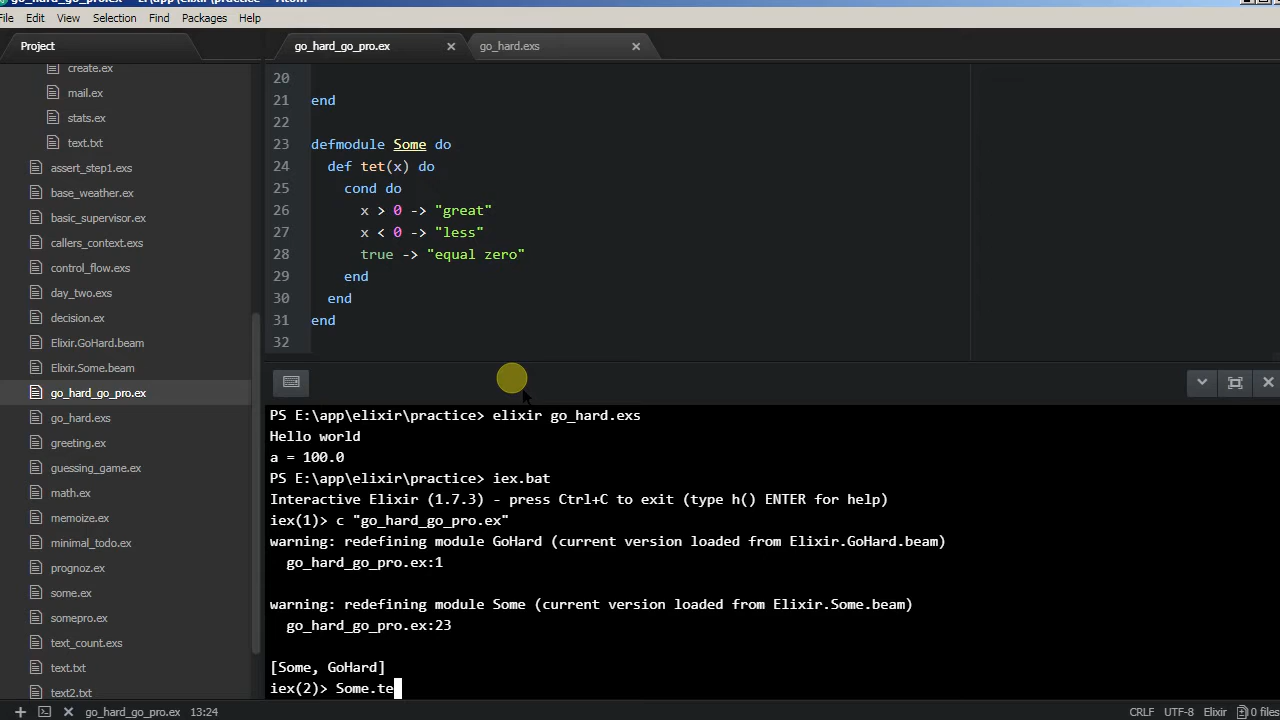 go_hard_go_pro.ex
File Edit View Selection Find Packages Help
Project
go_hard_go_pro.ex
go_hard.exs
create.ex
mail.ex
stats.ex
text.txt
assert_step1.exs
base_weather.ex
basic_supervisor.ex
callers_context.exs
control_flow.exs
day_two.exs
decision.ex
Elixir.GoHard.beam
Elixir.Some.beam
go_hard_go_pro.ex
go_hard.exs
greeting.ex
guessing_game.ex
math.ex
memoize.ex
minimal_todo.ex
prognoz.ex
some.ex
somepro.ex
text_count.exs
text.txt
text2.txt
20
21 end
22
23 defmodule Some do
24 def tet(x) do
25 cond do
26 x > 0 -> "great"
27 x < 0 -> "less"
28 true -> "equal zero"
29 end
30 end
31 end
32
PS E:\app\elixir\practice> elixir go_hard.exs
Hello world
a = 100.0
PS E:\app\elixir\practice> iex.bat
Interactive Elixir (1.7.3) - press Ctrl+C to exit (type h() ENTER for help)
iex(1)> c "go_hard_go_pro.ex"
warning: redefining module GoHard (current version loaded from Elixir.GoHard.beam)
go_hard_go_pro.ex:1
warning: redefining module Some (current version loaded from Elixir.Some.beam)
go_hard_go_pro.ex:23
[Some, GoHard]
iex(2)> Some.te
go_hard_go_pro.ex 13:24
CRLF UTF-8 Elixir 0 files